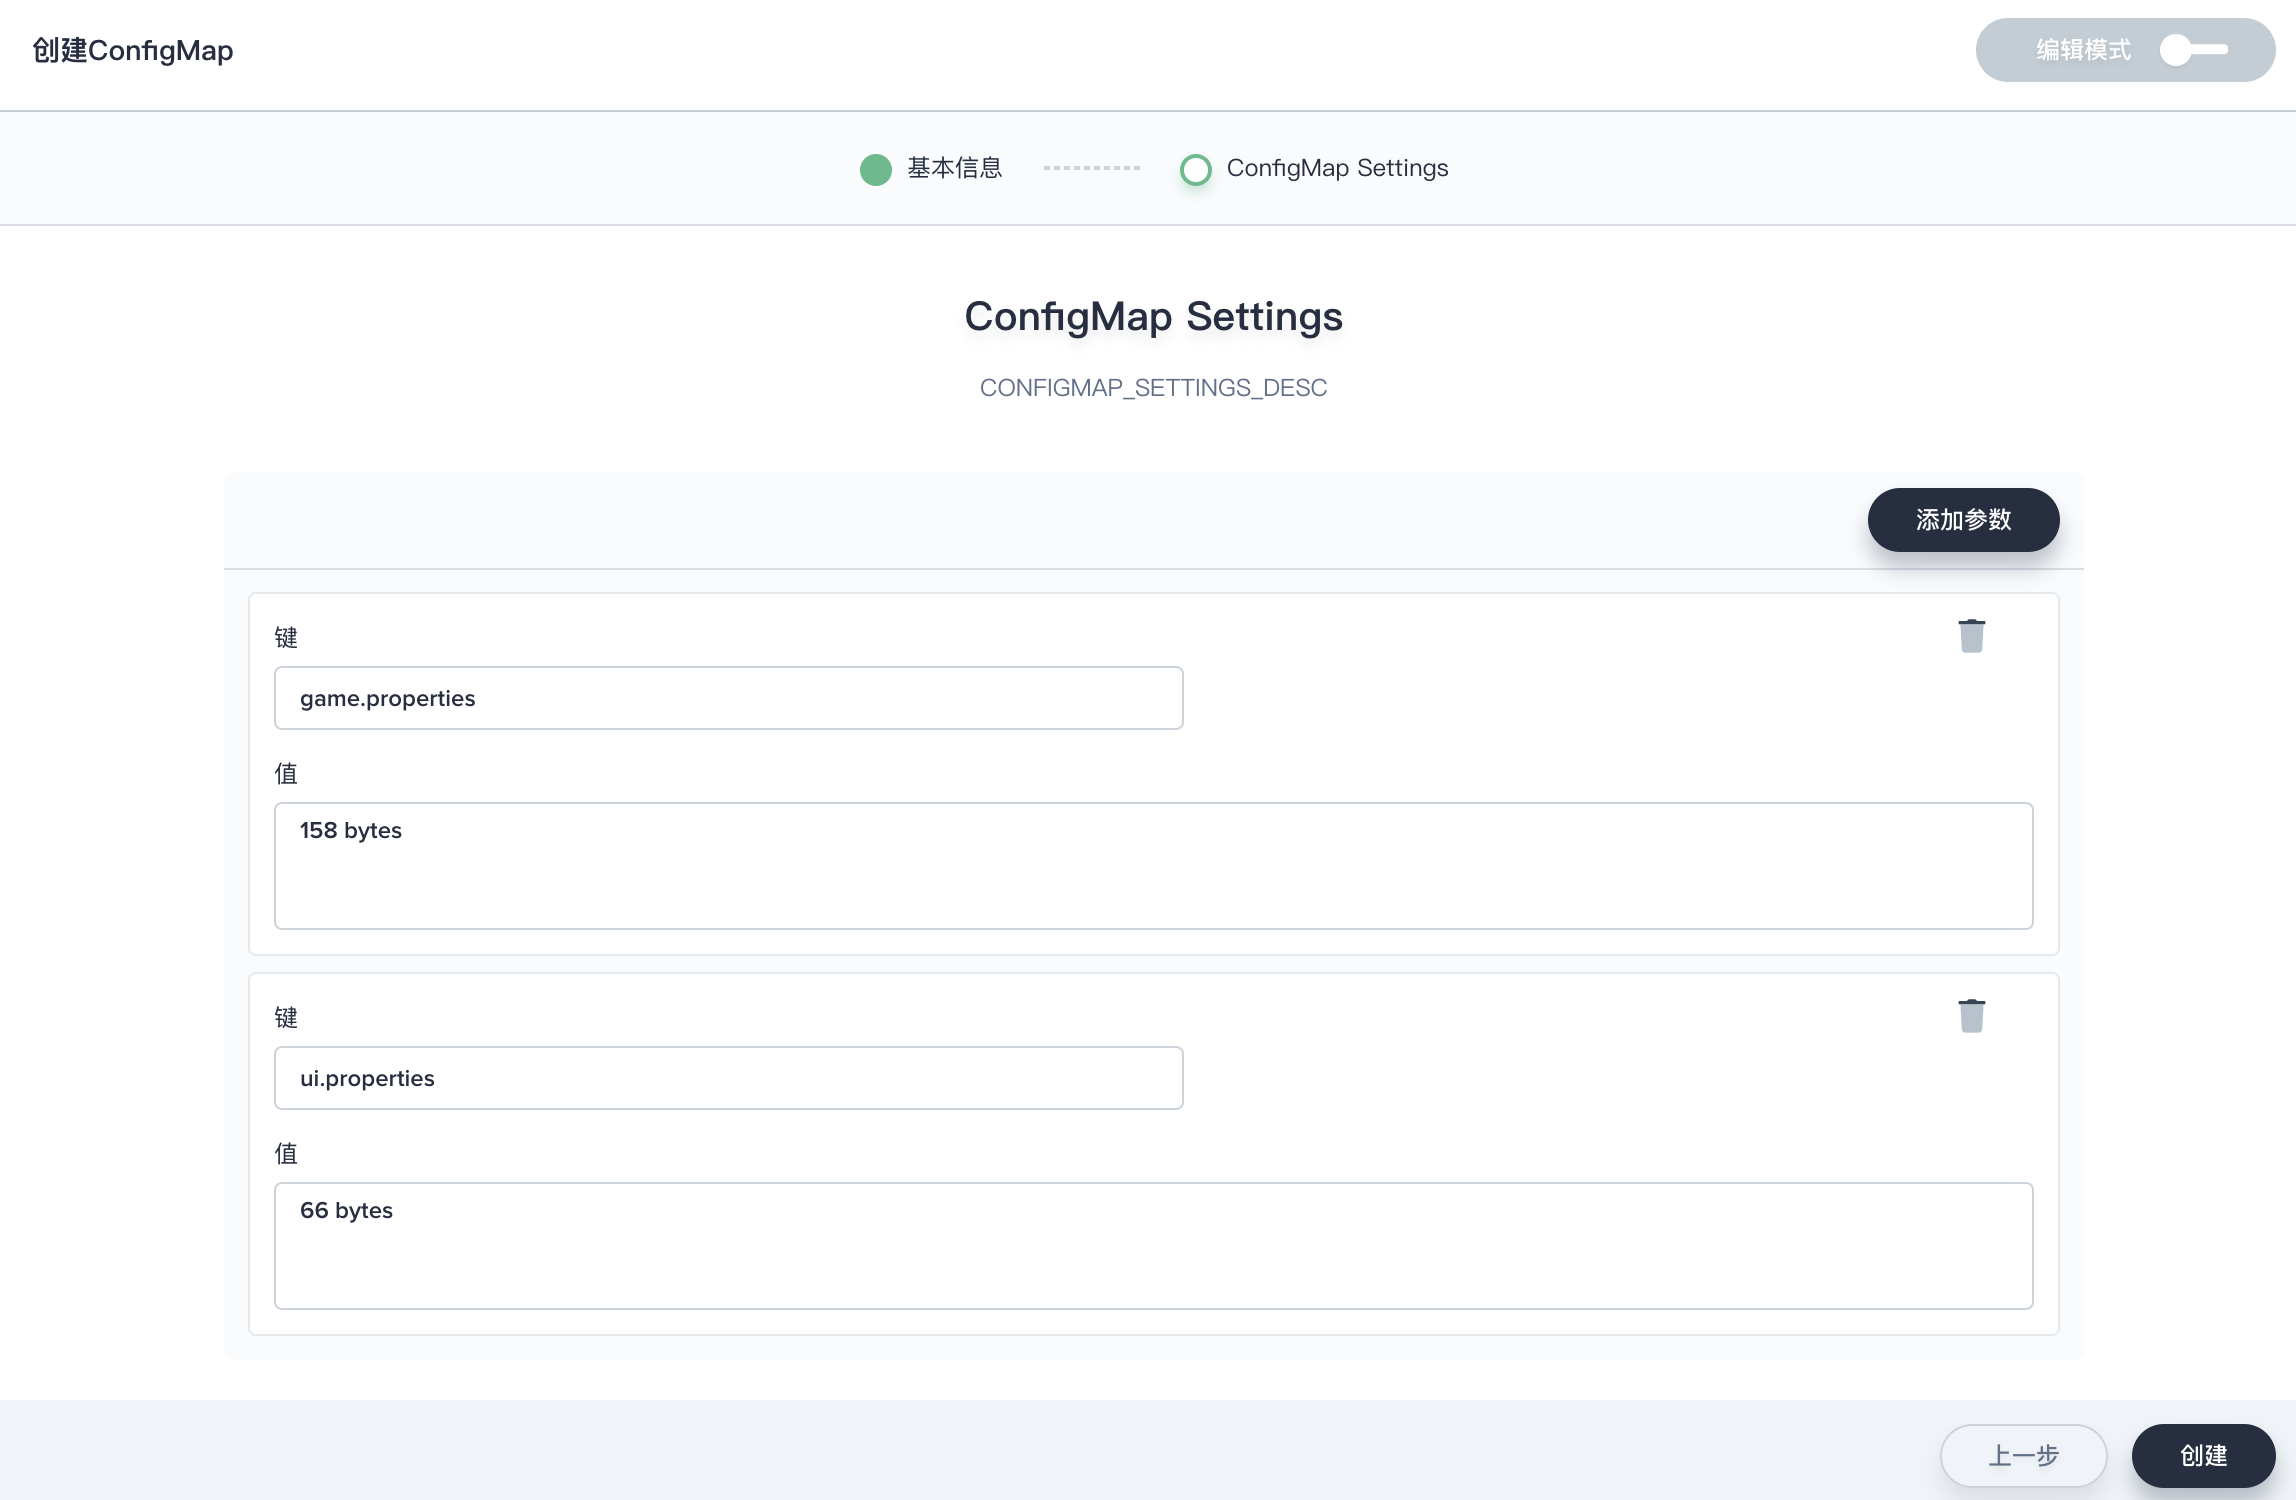 创建ConfigMap
编辑模式
基本信息
ConfigMap Settings
ConfigMap Settings
CONFIGMAP_SETTINGS_DESC
添加参数
键
game.properties
值
158 bytes
键
ui.properties
值
66 bytes
上一步
创建